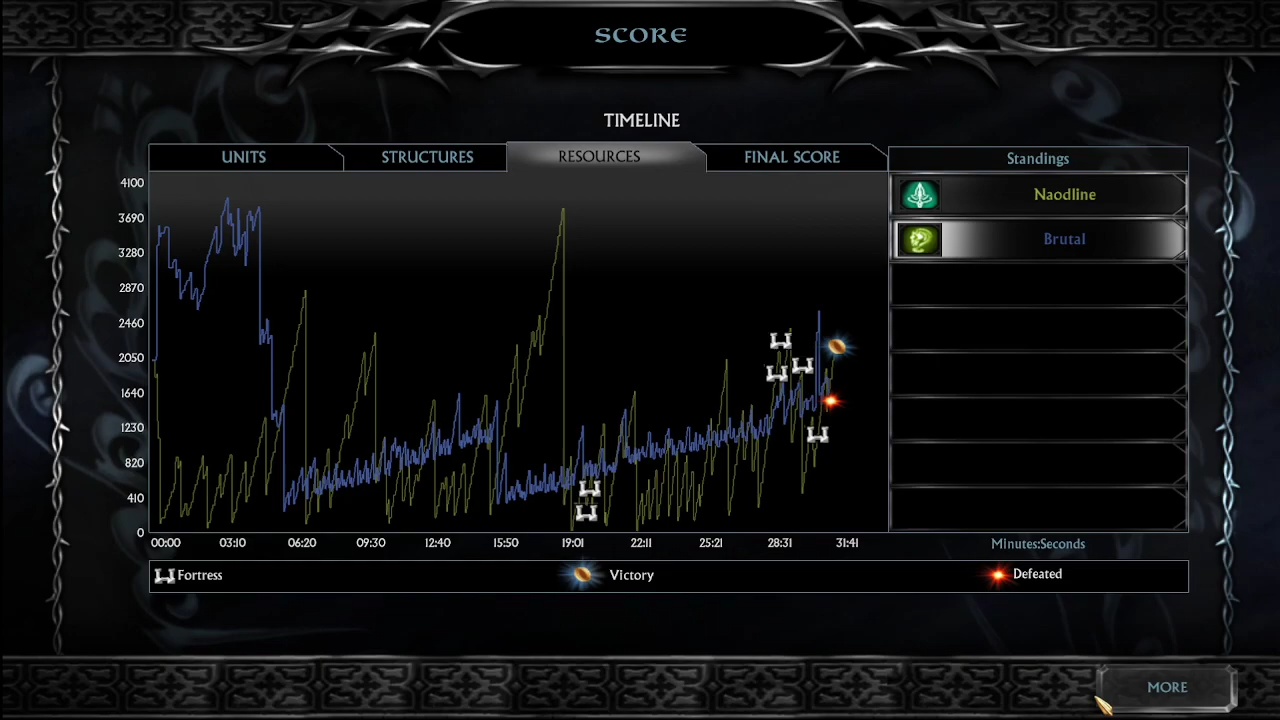 SCORE
TIMELINE
UNITS STRUCTURES RESOURCES FINAL SCORE Standings
4100
3690
3280
2870
2460
2050
1640
1230
820
410
0
Naodline
Brutal
00:00 03:10 06:20 09:30 12:40 15:50 19:01 22:11 25:21 28:31 31:41 Minutes:Seconds
Fortress Victory Defeated
MORE